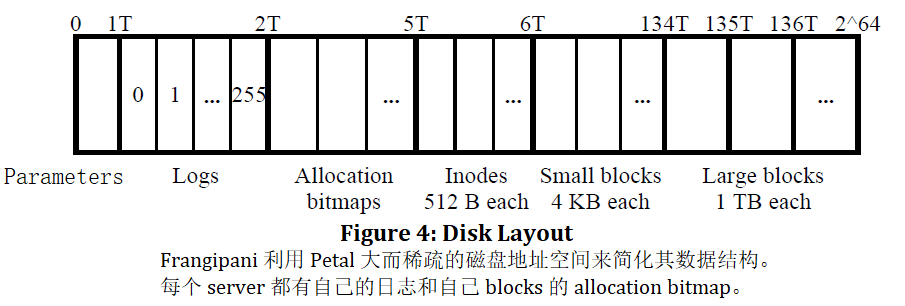 0 1T 2T 5T 6T 134T 135T 136T 2^64
0 1 ... 255 ... ... ... ...
Parameters Logs Allocation bitmaps Inodes 512 B each Small blocks 4 KB each Large blocks 1 TB each
Figure 4: Disk Layout
Frangipani 利用 Petal 大而稀疏的磁盘地址空间来简化其数据结构。
每个 server 都有自己的日志和自己 blocks 的 allocation bitmap。